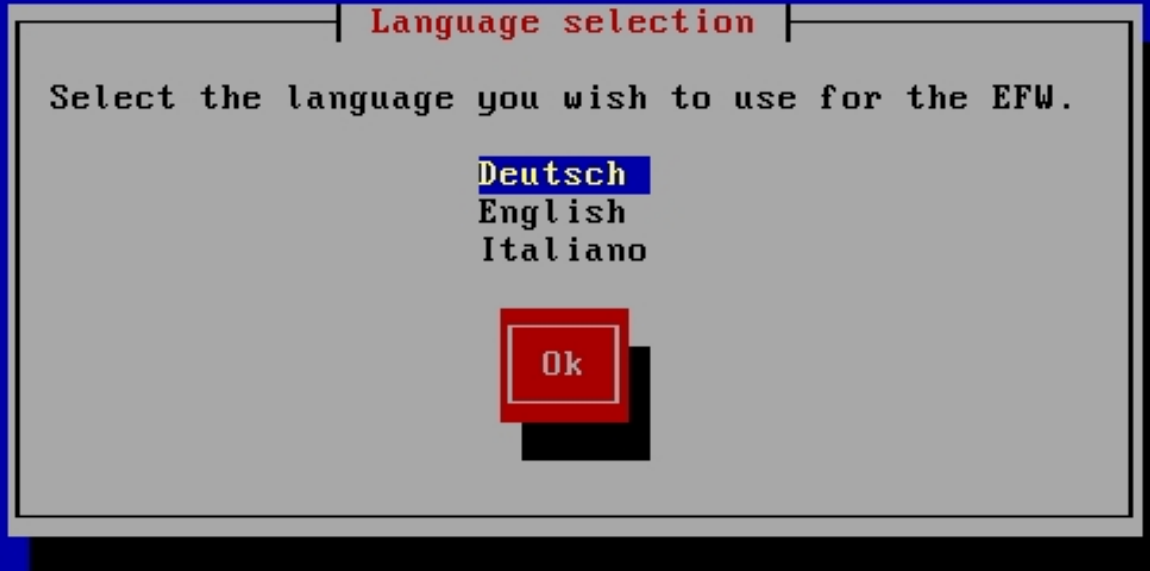 Language selection
Select the language you wish to use for the EFW.
Deutsch
English
Italiano
Ok